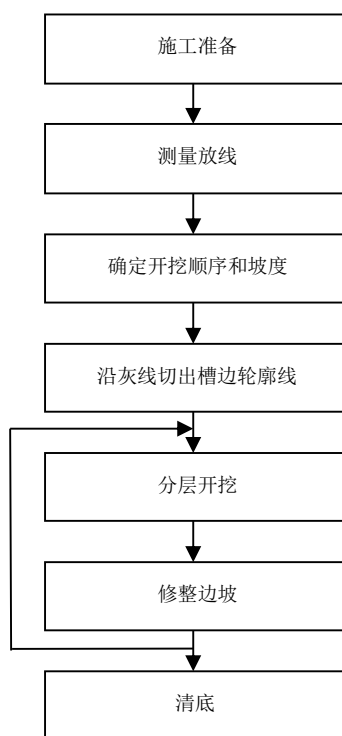 施工准备
测量放线
确定开挖顺序和坡度
沿灰线切出槽边轮廓线
分层开挖
修整边坡
清底